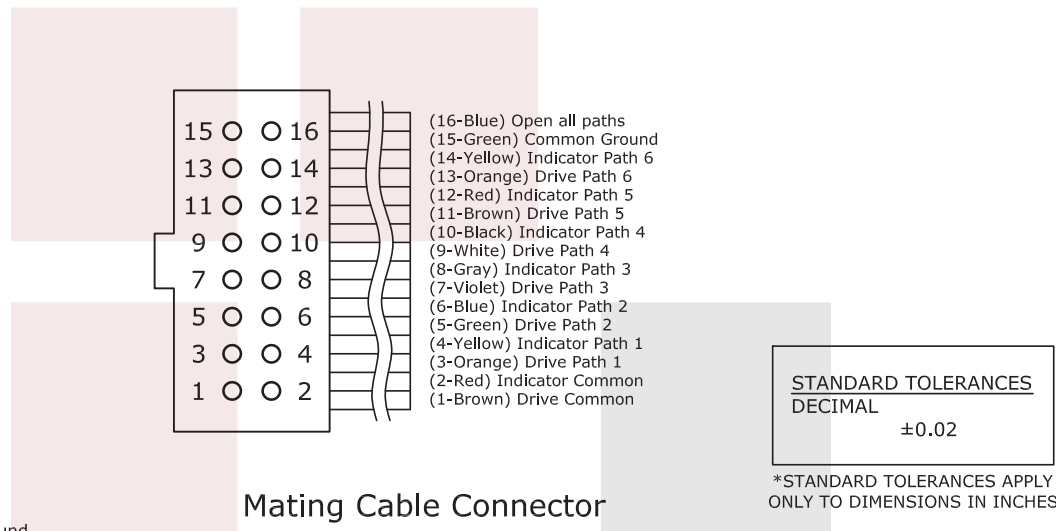 15 16
13 14
11 12
9 10
7 8
5 6
3 4
1 2
(16-Blue) Open all paths
(15-Green) Common Ground
(14-Yellow) Indicator Path 6
(13-Orange) Drive Path 6
(12-Red) Indicator Path 5
(11-Brown) Drive Path 5
(10-Black) Indicator Path 4
(9-White) Drive Path 4
(8-Gray) Indicator Path 3
(7-Violet) Drive Path 3
(6-Blue) Indicator Path 2
(5-Green) Drive Path 2
(4-Yellow) Indicator Path 1
(3-Orange) Drive Path 1
(2-Red) Indicator Common
(1-Brown) Drive Common
STANDARD TOLERANCES
DECIMAL
±0.02
*STANDARD TOLERANCES APPLY
ONLY TO DIMENSIONS IN INCHES
Mating Cable Connector